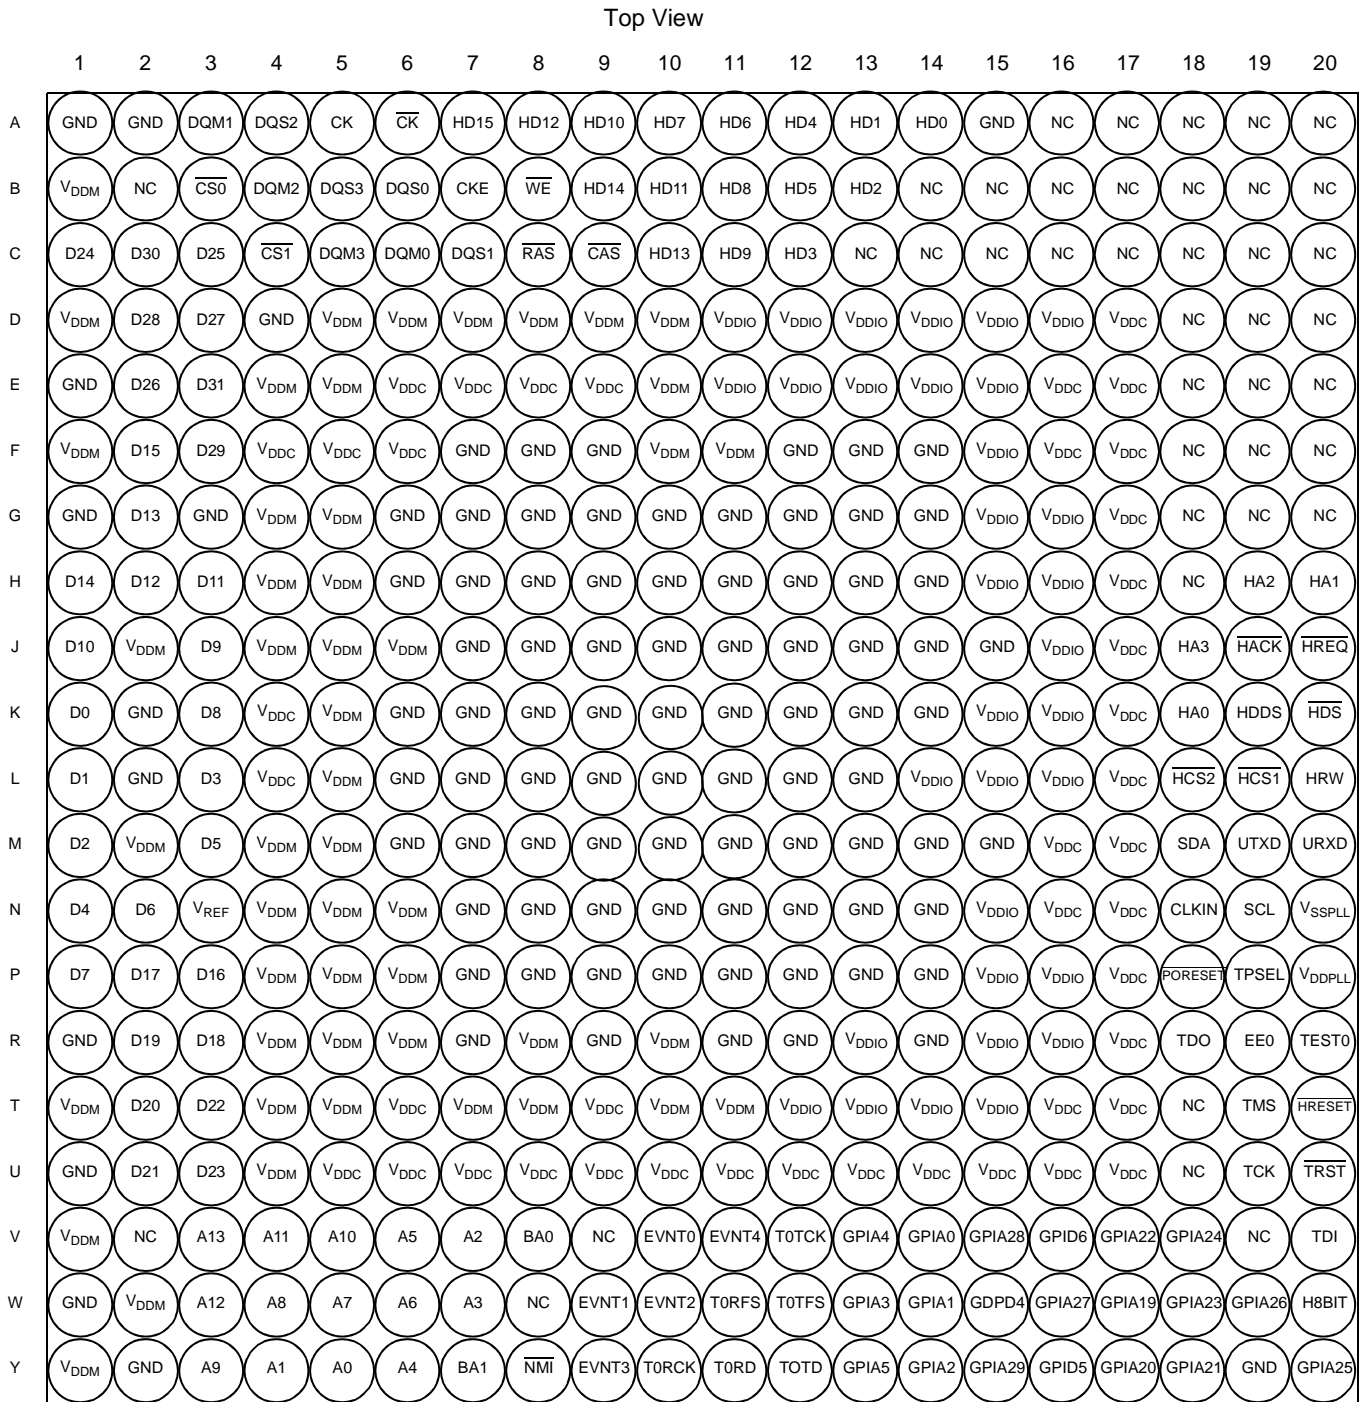 Top View
1 2 3 4 5 6 7 8 9 10 11 12 13 14 15 16 17 18 19 20
A GND GND DQM1 DQS2 CK CK HD15 HD12 HD10 HD7 HD6 HD4 HD1 HD0 GND NC NC NC NC NC
B VDDM NC CS0 DQM2 DQS3 DQS0 CKE WE HD14 HD11 HD8 HD5 HD2 NC NC NC NC NC NC NC
C D24 D30 D25 CS1 DQM3 DQM0 DQS1 RAS CAS HD13 HD9 HD3 NC NC NC NC NC NC NC NC
D VDDM D28 D27 GND VDDM VDDM VDDM VDDM VDDM VDDM VDDIO VDDIO VDDIO VDDIO VDDIO VDDIO VDDC NC NC NC
E GND D26 D31 VDDM VDDM VDDC VDDC VDDC VDDC VDDM VDDIO VDDIO VDDIO VDDIO VDDIO VDDC VDDC NC NC NC
F VDDM D15 D29 VDDC VDDC VDDC GND GND GND VDDM VDDM GND GND GND VDDIO VDDC VDDC NC NC NC
G GND D13 GND VDDM VDDM GND GND GND GND GND GND GND GND GND VDDIO VDDIO VDDC NC NC NC
H D14 D12 D11 VDDM VDDM GND GND GND GND GND GND GND GND GND VDDIO VDDIO VDDC NC HA2 HA1
J D10 VDDM D9 VDDM VDDM VDDM GND GND GND GND GND GND GND GND GND VDDIO VDDC HA3 HACK HREQ
K D0 GND D8 VDDC VDDM GND GND GND GND GND GND GND GND GND VDDIO VDDIO VDDC HA0 HDDS HDS
L D1 GND D3 VDDC VDDM GND GND GND GND GND GND GND GND VDDIO VDDIO VDDIO VDDC HCS2 HCS1 HRW
M D2 VDDM D5 VDDM VDDM GND GND GND GND GND GND GND GND GND GND VDDC VDDC SDA UTXD URXD
N D4 D6 VREF VDDM VDDM VDDM GND GND GND GND GND GND GND GND VDDIO VDDC VDDC CLKIN SCL VSSPLL
P D7 D17 D16 VDDM VDDM VDDM GND GND GND GND GND GND GND GND VDDIO VDDIO VDDC PORESET TPSEL VDDPLL
R GND D19 D18 VDDM VDDM VDDM GND VDDM GND VDDM GND GND VDDIO GND VDDIO VDDIO VDDC TDO EE0 TEST0
T VDDM D20 D22 VDDM VDDM VDDC VDDM VDDM VDDC VDDM VDDM VDDIO VDDIO VDDIO VDDIO VDDC VDDC NC TMS HRESET
U GND D21 D23 VDDM VDDC VDDC VDDC VDDC VDDC VDDC VDDC VDDC VDDC VDDC VDDC VDDC VDDC NC TCK TRST
V VDDM NC A13 A11 A10 A5 A2 BA0 NC EVNT0 EVNT4 T0TCK GPIA4 GPIA0 GPIA28 GPID6 GPIA22 GPIA24 NC TDI
W GND VDDM A12 A8 A7 A6 A3 NC EVNT1 EVNT2 T0RFS T0TFS GPIA3 GPIA1 GDPD4 GPIA27 GPIA19 GPIA23 GPIA26 H8BIT
Y VDDM GND A9 A1 A0 A4 BA1 NMI EVNT3 T0RCK T0RD TOTD GPIA5 GPIA2 GPIA29 GPID5 GPIA20 GPIA21 GND GPIA25